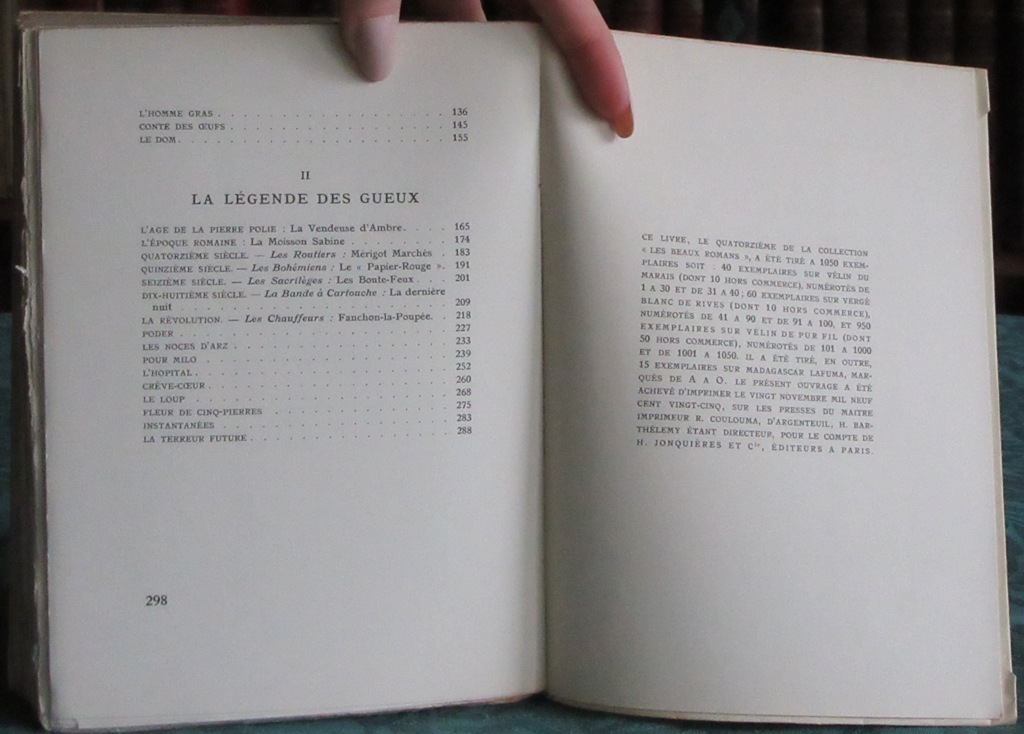 L'HOMME GRAS . . . . . . . . . . . . . . . . . . 136
CONTE DES ŒUFS . . . . . . . . . . . . . . . . . 145
LE DOM . . . . . . . . . . . . . . . . . . . . 155
II
LA LÉGENDE DES GUEUX
L'AGE DE LA PIERRE POLIE : La Vendeuse d'Ambre. . . . 165
L'ÉPOQUE ROMAINE : La Moisson Sabine . . . . . . . . 174
QUATORZIÈME SIÈCLE. — Les Routiers : Mérigot Marchès . 183
QUINZIÈME SIÈCLE. — Les Bohémiens : Le « Papier-Rouge ». 191
SEIZIÈME SIÈCLE. — Les Sacrilèges : Les Boute-Feux . . . 201
DIX-HUITIÈME SIÈCLE. — La Bande à Cartouche : La dernière
nuit . . . . . . . . . . . . . . . . . . . . . 209
LA RÉVOLUTION. — Les Chauffeurs : Fanchon-la-Poupée. . 218
PODER . . . . . . . . . . . . . . . . . . . . . 227
LES NOCES D'ARZ . . . . . . . . . . . . . . . . . 233
POUR MILO . . . . . . . . . . . . . . . . . . . 239
L'HOPITAL . . . . . . . . . . . . . . . . . . . . 252
CRÈVE-CŒUR . . . . . . . . . . . . . . . . . . . 260
LE LOUP . . . . . . . . . . . . . . . . . . . . 268
FLEUR DE CINQ-PIERRES . . . . . . . . . . . . . . 275
INSTANTANÉES . . . . . . . . . . . . . . . . . . 283
LA TERREUR FUTURE . . . . . . . . . . . . . . . . 288
298
CE LIVRE, LE QUATORZIÈME DE LA COLLECTION
« LES BEAUX ROMANS », A ÉTÉ TIRÉ A 1050 EXEM-
PLAIRES SOIT : 40 EXEMPLAIRES SUR VÉLIN DU
MARAIS (DONT 10 HORS COMMERCE), NUMÉROTÉS DE
1 A 30 ET DE 31 A 40 ; 60 EXEMPLAIRES SUR VERGÉ
BLANC DE RIVES (DONT 10 HORS COMMERCE),
NUMÉROTÉS DE 41 A 90 ET DE 91 A 100, ET 950
EXEMPLAIRES SUR VÉLIN DE PUR FIL (DONT
50 HORS COMMERCE), NUMÉROTÉS DE 101 A 1000
ET DE 1001 A 1050. IL A ÉTÉ TIRÉ, EN OUTRE,
15 EXEMPLAIRES SUR MADAGASCAR LAFUMA, MAR-
QUÉS DE A A O. LE PRÉSENT OUVRAGE A ÉTÉ
ACHEVÉ D'IMPRIMER LE VINGT NOVEMBRE MIL NEUF
CENT VINGT-CINQ, SUR LES PRESSES DU MAITRE
IMPRIMEUR R. COULOUMA, D'ARGENTEUIL, H. BAR-
THÉLEMY ÉTANT DIRECTEUR, POUR LE COMPTE DE
H. JONQUIÈRES ET Cie, ÉDITEURS A PARIS.